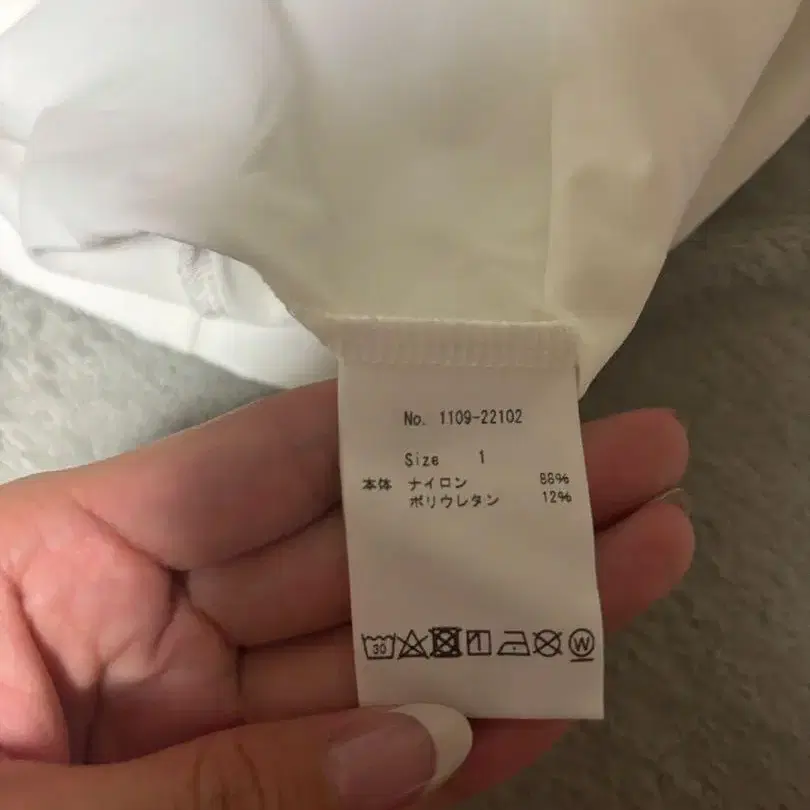 No. 1109-22102
Size 1
本体 ナイロン 88%
ポリウレタン 12%
30 W